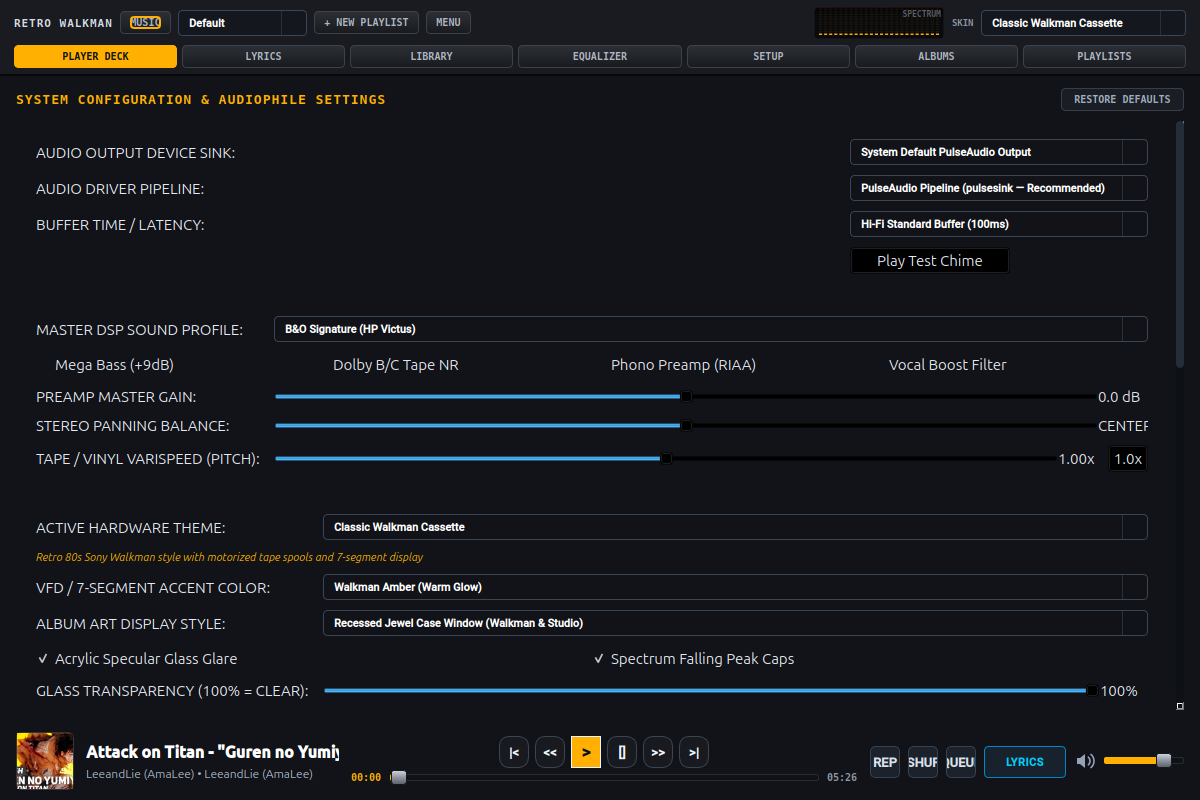 RETRO WALKMAN MUSIC Default + NEW PLAYLIST MENU SPECTRUM SKIN Classic Walkman Cassette
PLAYER DECK LYRICS LIBRARY EQUALIZER SETUP ALBUMS PLAYLISTS
SYSTEM CONFIGURATION & AUDIOPHILE SETTINGS RESTORE DEFAULTS
AUDIO OUTPUT DEVICE SINK: System Default PulseAudio Output
AUDIO DRIVER PIPELINE: PulseAudio Pipeline (pulsesink — Recommended)
BUFFER TIME / LATENCY: Hi-Fi Standard Buffer (100ms)
Play Test Chime
MASTER DSP SOUND PROFILE: B&O Signature (HP Victus)
Mega Bass (+9dB) Dolby B/C Tape NR Phono Preamp (RIAA) Vocal Boost Filter
PREAMP MASTER GAIN: 0.0 dB
STEREO PANNING BALANCE: CENTER
TAPE / VINYL VARISPEED (PITCH): 1.00x 1.0x
ACTIVE HARDWARE THEME: Classic Walkman Cassette
Retro 80s Sony Walkman style with motorized tape spools and 7-segment display
VFD / 7-SEGMENT ACCENT COLOR: Walkman Amber (Warm Glow)
ALBUM ART DISPLAY STYLE: Recessed Jewel Case Window (Walkman & Studio)
✓ Acrylic Specular Glass Glare ✓ Spectrum Falling Peak Caps
GLASS TRANSPARENCY (100% = CLEAR): 100%
Attack on Titan - "Guren no Yumiy
LeeandLie (AmaLee) • LeeandLie (AmaLee)
|< << > [] >> >|
00:00 05:26
REP SHUF QUEU LYRICS